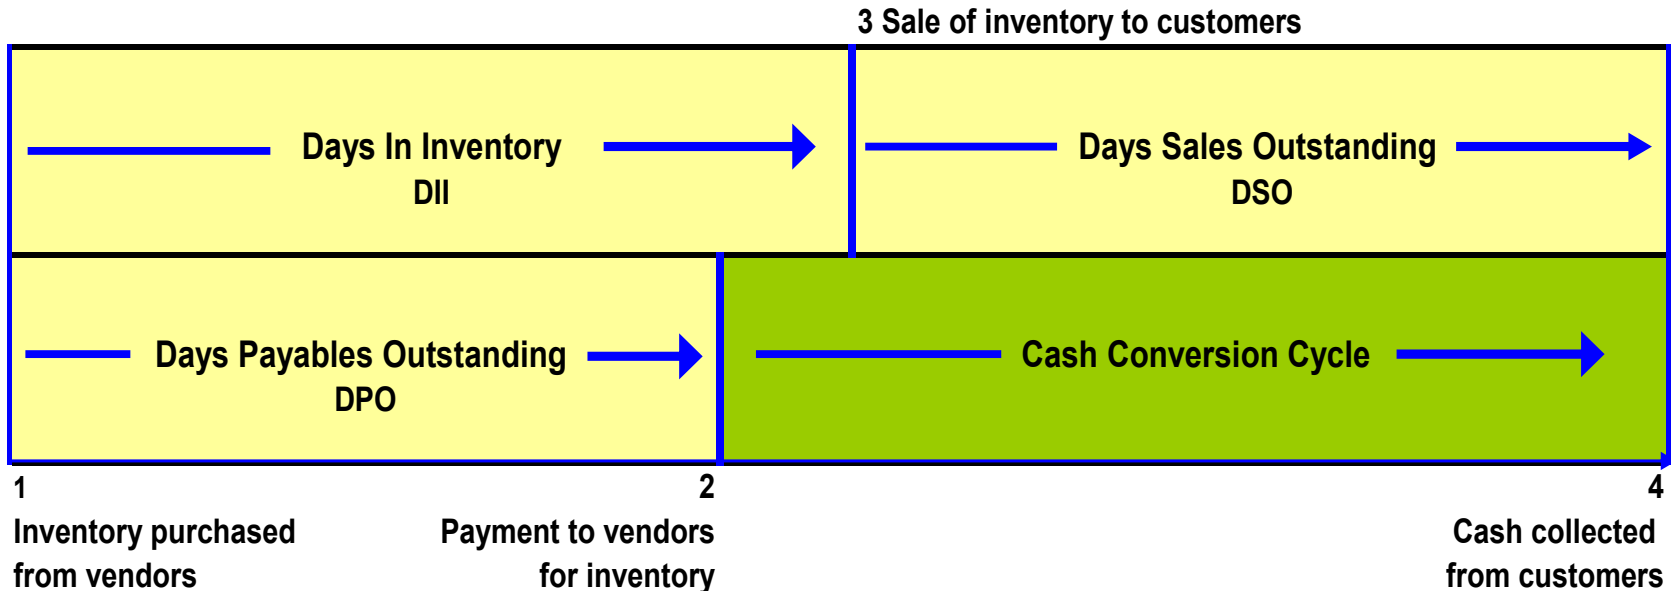 3 Sale of inventory to customers
Days In Inventory
DII
Days Sales Outstanding
DSO
Days Payables Outstanding
DPO
Cash Conversion Cycle
1
Inventory purchased
from vendors
2
Payment to vendors
for inventory
4
Cash collected
from customers